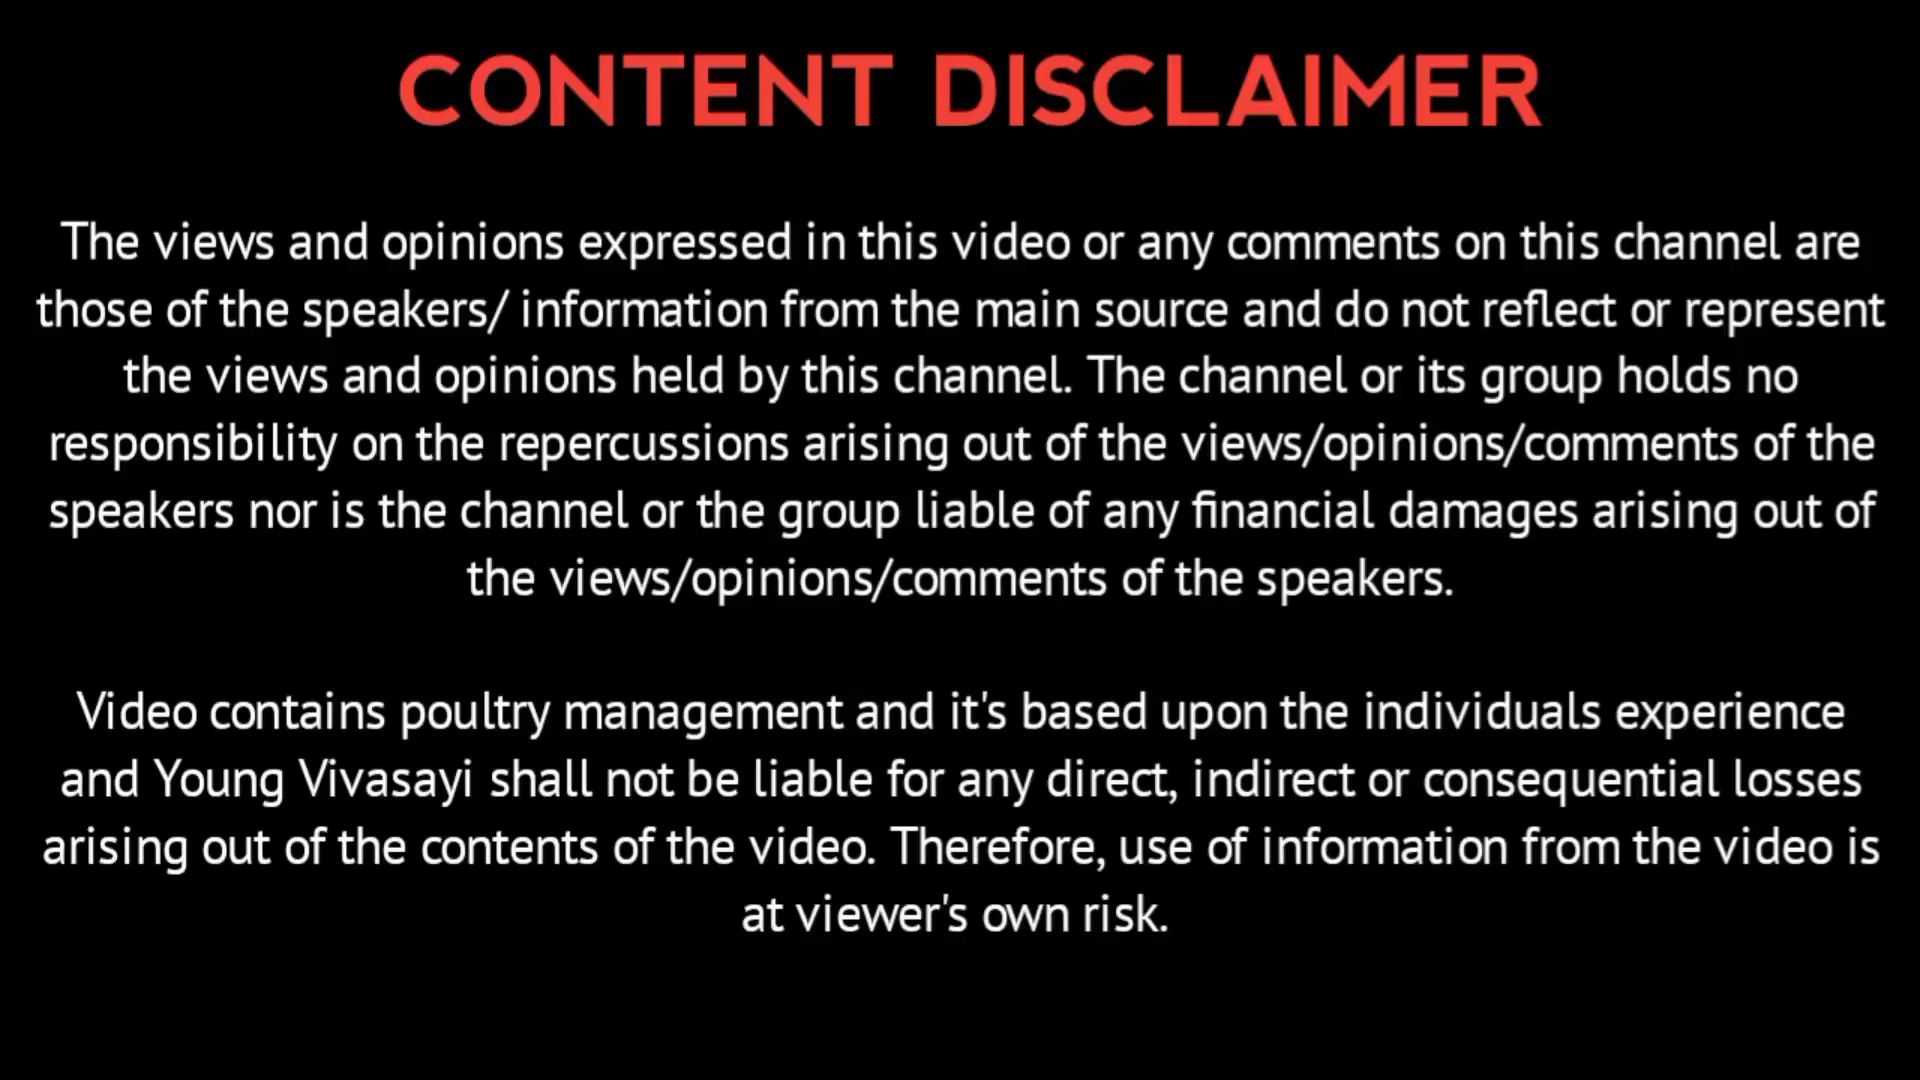 CONTENT DISCLAIMER
The views and opinions expressed in this video or any comments on this channel are
those of the speakers/ information from the main source and do not reflect or represent
the views and opinions held by this channel. The channel or its group holds no
responsibility on the repercussions arising out of the views/opinions/comments of the
speakers nor is the channel or the group liable of any financial damages arising out of
the views/opinions/comments of the speakers.
Video contains poultry management and it's based upon the individuals experience
and Young Vivasayi shall not be liable for any direct, indirect or consequential losses
arising out of the contents of the video. Therefore, use of information from the video is
at viewer's own risk.